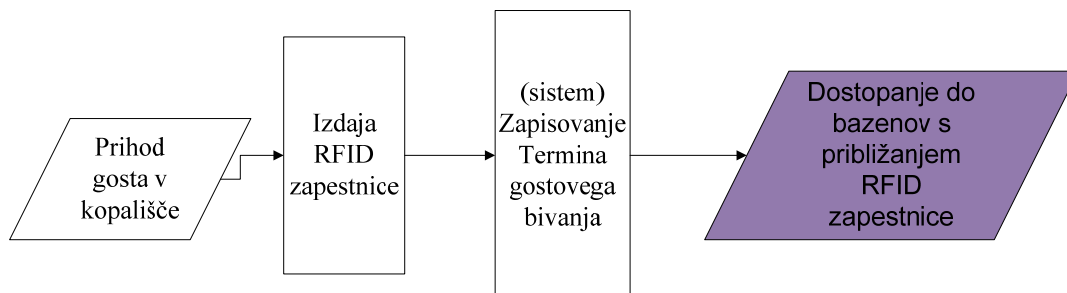 Prihod
gosta v
kopališče
Izdaja
RFID
zapestnice
(sistem)
Zapisovanje
Termina
gostovega
bivanja
Dostopanje do
bazenov s
približanjem
RFID
zapestnice